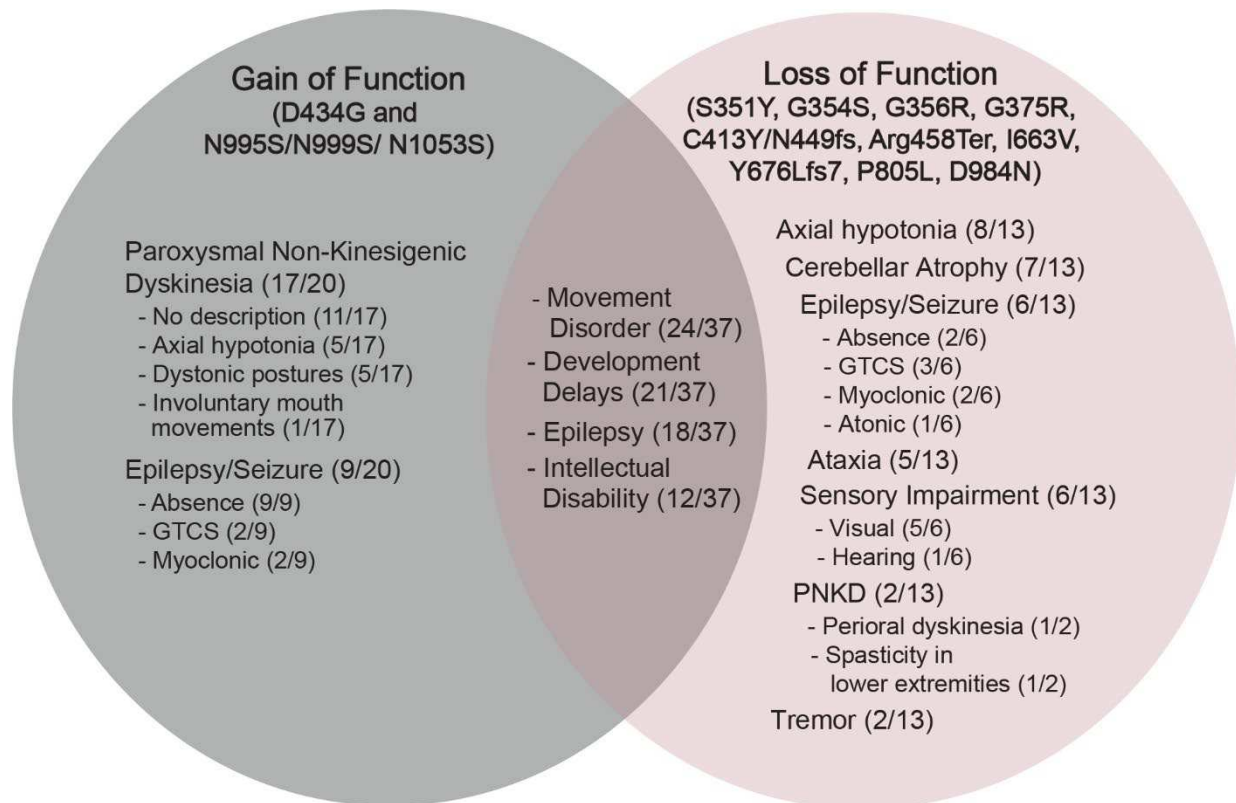 Gain of Function
(D434G and
N995S/N999S/ N1053S)
Paroxysmal Non-Kinesigenic
Dyskinesia (17/20)
- No description (11/17)
- Axial hypotonia (5/17)
- Dystonic postures (5/17)
- Involuntary mouth
movements (1/17)
Epilepsy/Seizure (9/20)
- Absence (9/9)
- GTCS (2/9)
- Myoclonic (2/9)
- Movement
Disorder (24/37)
- Development
Delays (21/37)
- Epilepsy (18/37)
- Intellectual
Disability (12/37)
Loss of Function
(S351Y, G354S, G356R, G375R,
C413Y/N449fs, Arg458Ter, I663V,
Y676Lfs7, P805L, D984N)
Axial hypotonia (8/13)
Cerebellar Atrophy (7/13)
Epilepsy/Seizure (6/13)
- Absence (2/6)
- GTCS (3/6)
- Myoclonic (2/6)
- Atonic (1/6)
Ataxia (5/13)
Sensory Impairment (6/13)
- Visual (5/6)
- Hearing (1/6)
PNKD (2/13)
- Perioral dyskinesia (1/2)
- Spasticity in
lower extremities (1/2)
Tremor (2/13)